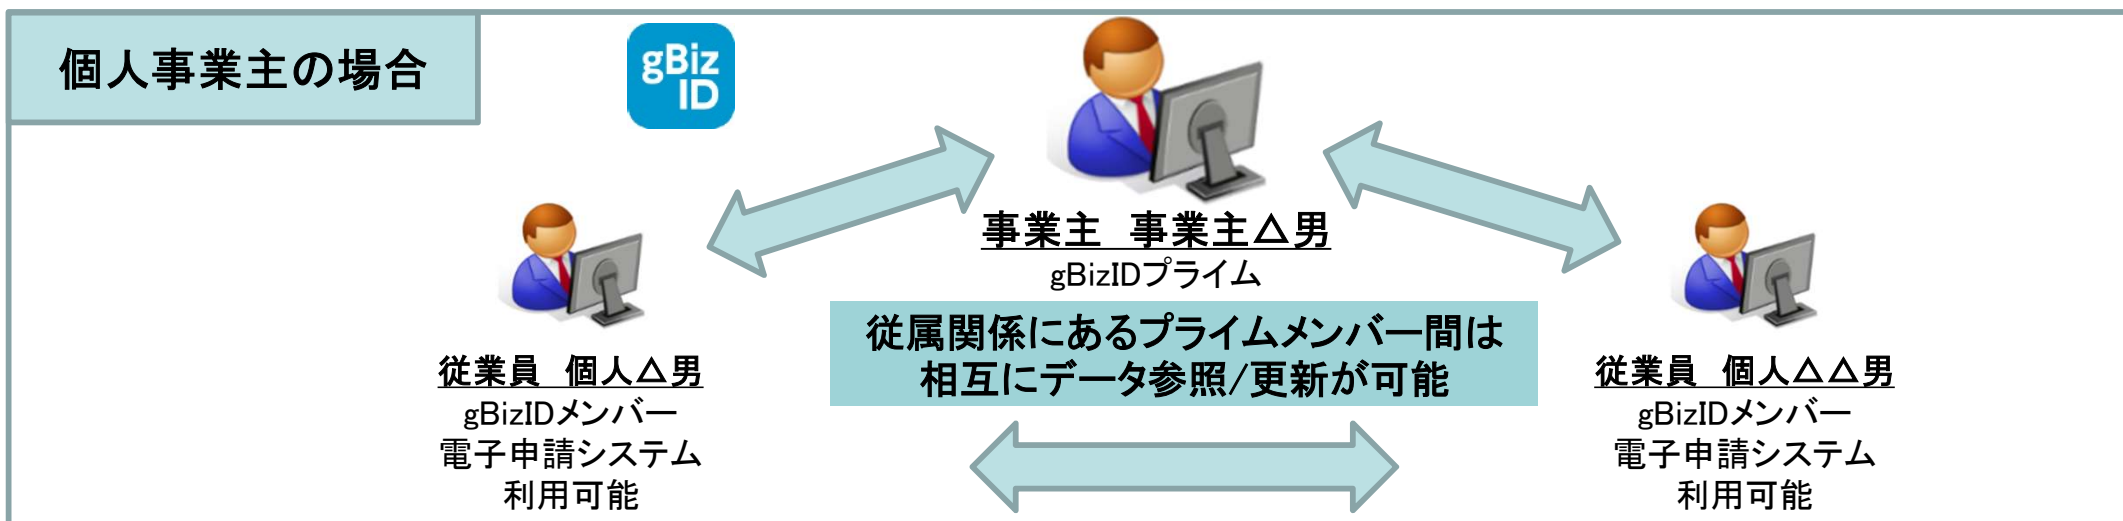 個人事業主の場合
gBiz
ID
事業主　事業主△男
gBizIDプライム
従属関係にあるプライムメンバー間は
相互にデータ参照/更新が可能
従業員　個人△男
gBizIDメンバー
電子申請システム
利用可能
従業員　個人△△男
gBizIDメンバー
電子申請システム
利用可能